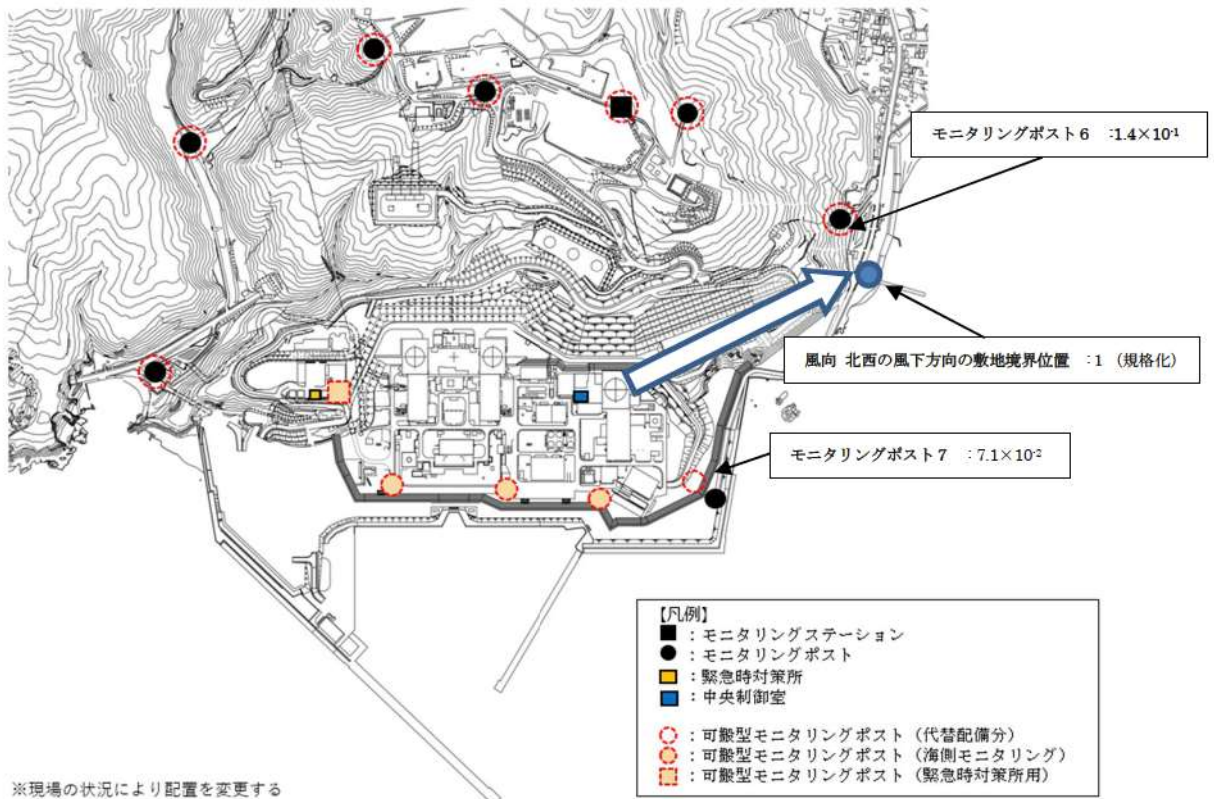 モニタリングポスト6 :1.4×10⁻¹
風向 北西の風下方向の敷地境界位置 :1 (規格化)
モニタリングポスト7 :7.1×10⁻²
【凡例】
■ : モニタリングステーション
● : モニタリングポスト
: 緊急時対策所
: 中央制御室
: 可搬型モニタリングポスト (代替配備分)
: 可搬型モニタリングポスト (海側モニタリング)
: 可搬型モニタリングポスト (緊急時対策所用)
※現場の状況により配置を変更する